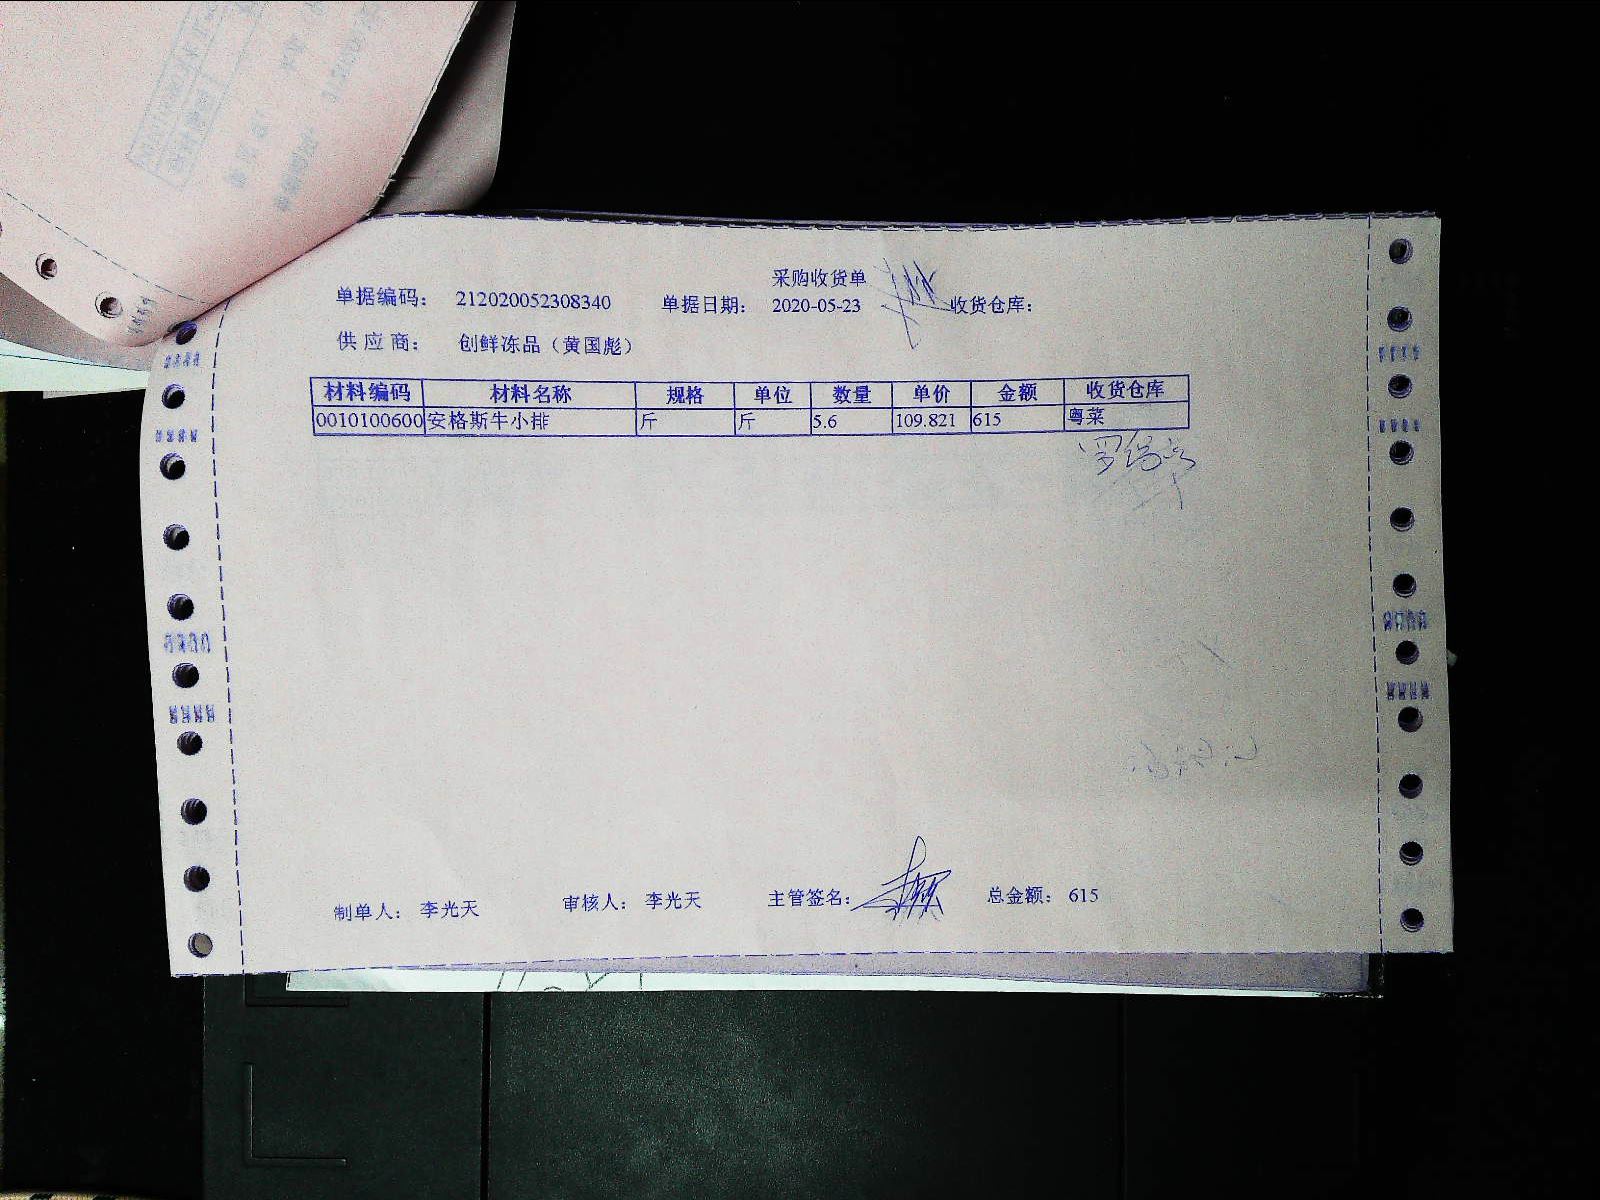 采购收货单
单据编码： 212020052308340 单据日期： 2020-05-23 收货仓库：
供 应 商： 创鲜冻品（黄国彪）
材料编码 材料名称 规格 单位 数量 单价 金额 收货仓库
0010100600 安格斯牛小排 斤 斤 5.6 109.821 615 粤菜
制单人： 李光天 审核人： 李光天 主管签名： 总金额： 615